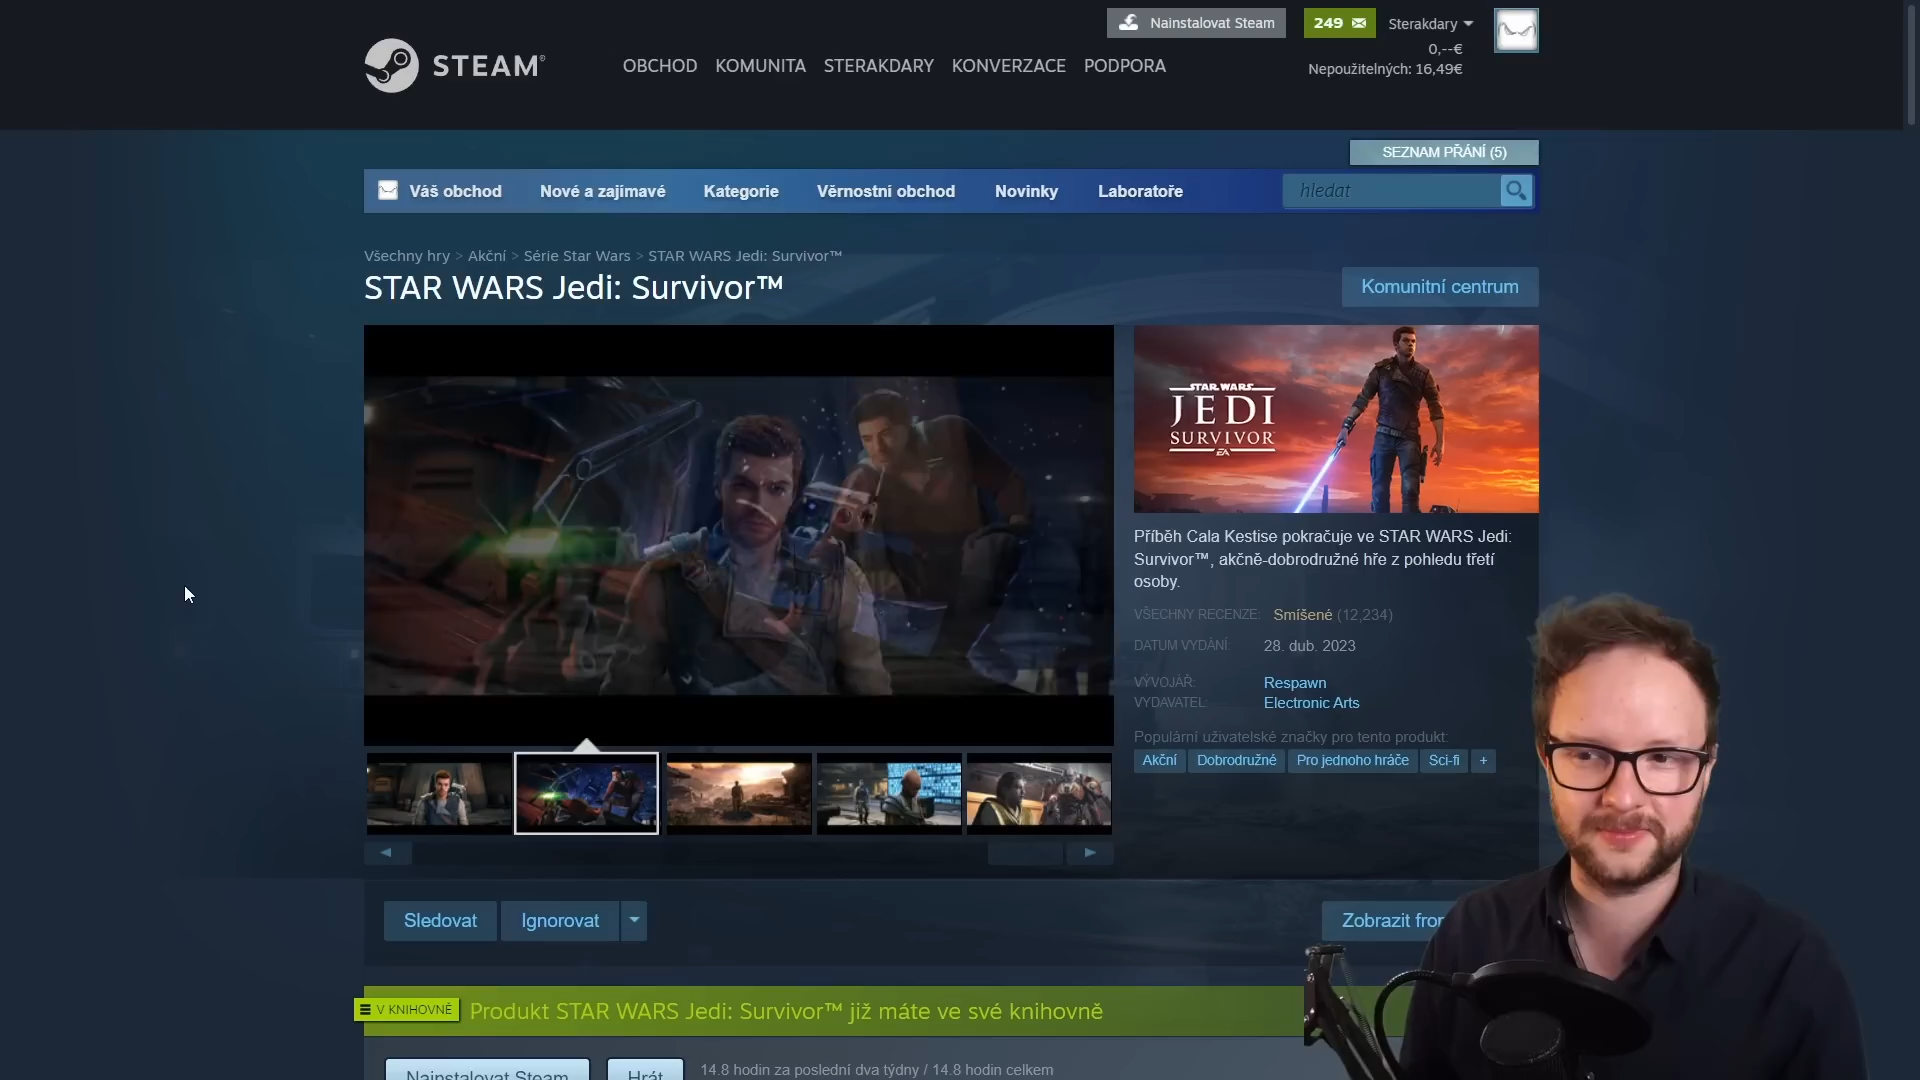 Nainstalovat Steam
249
Sterakdary
0,--€
Nepoužitelných: 16,49€
STEAM®
OBCHOD KOMUNITA STERAKDARY KONVERZACE PODPORA
SEZNAM PŘÁNÍ (5)
Váš obchod Nové a zajímavé Kategorie Věrnostní obchod Novinky Laboratoře
hledat
Všechny hry > Akční > Série Star Wars > STAR WARS Jedi: Survivor™
STAR WARS Jedi: Survivor™
Komunitní centrum
STAR WARS
JEDI
SURVIVOR
EA
Příběh Cala Kestise pokračuje ve STAR WARS Jedi:
Survivor™, akčně-dobrodružné hře z pohledu třetí
osoby.
VŠECHNY RECENZE: Smíšené (12,234)
DATUM VYDÁNÍ: 28. dub. 2023
VÝVOJÁŘ: Respawn
VYDAVATEL: Electronic Arts
Populární uživatelské značky pro tento produkt:
Akční Dobrodružné Pro jednoho hráče Sci-fi +
Sledovat Ignorovat
Zobrazit fron
V KNIHOVNĚ Produkt STAR WARS Jedi: Survivor™ již máte ve své knihovně
Nainstalovat Steam Hrát 14.8 hodin za poslední dva týdny / 14.8 hodin celkem